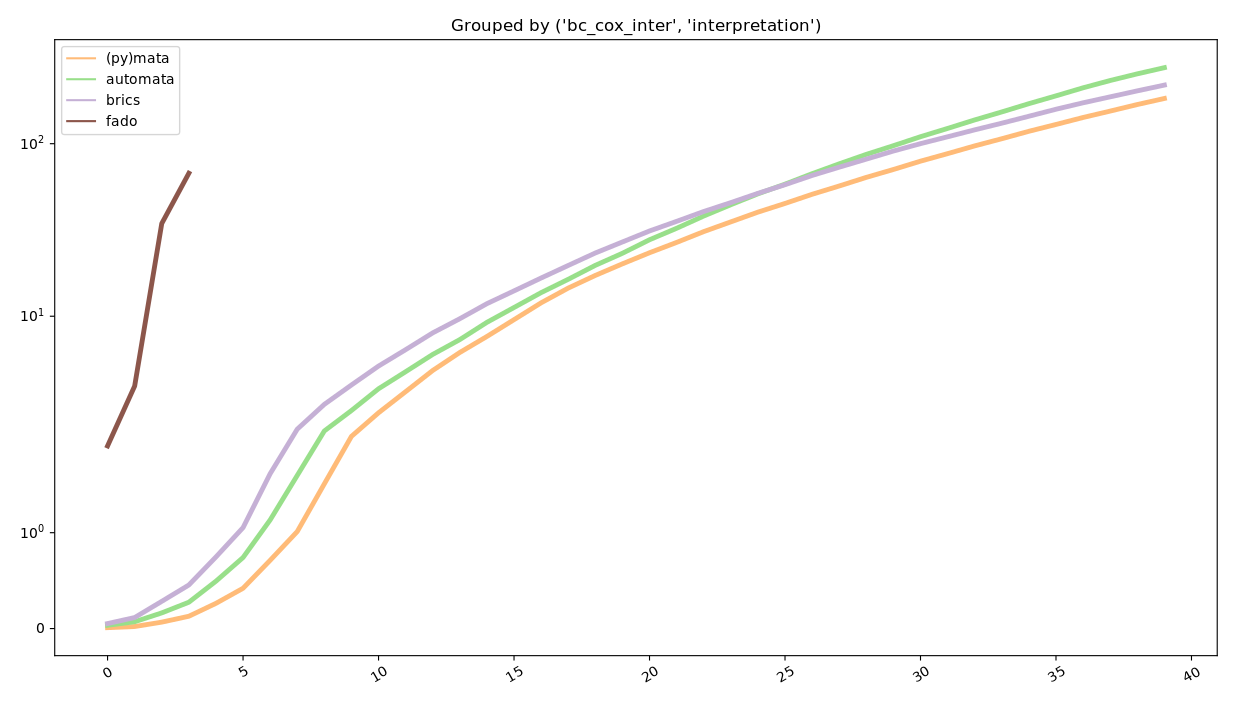 Grouped by ('bc_cox_inter', 'interpretation')
(py)mata
automata
brics
fado
10²
10¹
10⁰
0
0
5
10
15
20
25
30
35
40